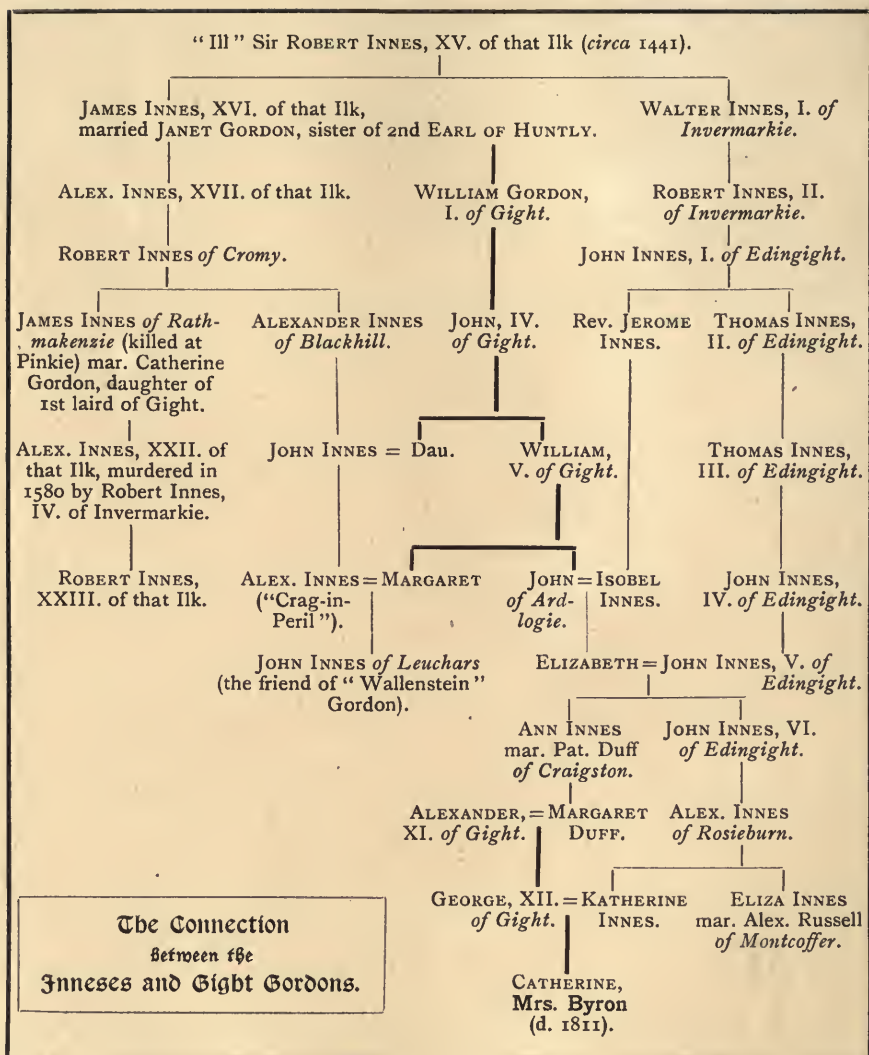 "Ill" Sir ROBERT INNES, XV. of that Ilk (circa 1441).
JAMES INNES, XVI. of that Ilk,
married JANET GORDON, sister of 2nd EARL OF HUNTLY.
WALTER INNES, I. of
Invermarkie.
ALEX. INNES, XVII. of that Ilk.
WILLIAM GORDON,
I. of Gight.
ROBERT INNES, II.
of Invermarkie.
ROBERT INNES of Cromy.
JOHN INNES, I. of Edingight.
JAMES INNES of Rath-
makenzie (killed at
Pinkie) mar. Catherine
Gordon, daughter of
1st laird of Gight.
ALEXANDER INNES
of Blackhill.
JOHN, IV.
of Gight.
Rev. JEROME
INNES.
THOMAS INNES,
II. of Edingight.
ALEX. INNES, XXII. of
that Ilk, murdered in
1580 by Robert Innes,
IV. of Invermarkie.
JOHN INNES = DAU.
WILLIAM,
V. of Gight.
THOMAS INNES,
III. of Edingight.
ROBERT INNES,
XXIII. of that Ilk.
ALEX. INNES = MARGARET
("Crag-in-
Peril").
JOHN = ISOBEL
of Ard- INNES.
logie.
JOHN INNES,
IV. of Edingight.
JOHN INNES of Leuchars
(the friend of "Wallenstein"
Gordon).
ELIZABETH = JOHN INNES, V. of
Edingight.
ANN INNES
mar. Pat. Duff
of Craigston.
JOHN INNES, VI.
of Edingight.
ALEXANDER, = MARGARET
XI. of Gight. DUFF.
ALEX. INNES
of Rosieburn.
GEORGE, XII. = KATHERINE
of Gight. INNES.
ELIZA INNES
mar. Alex. Russell
of Montcoffer.
CATHERINE,
Mrs. Byron
(d. 1811).
The Connection
Between the
Inneses and Gight Gordons.